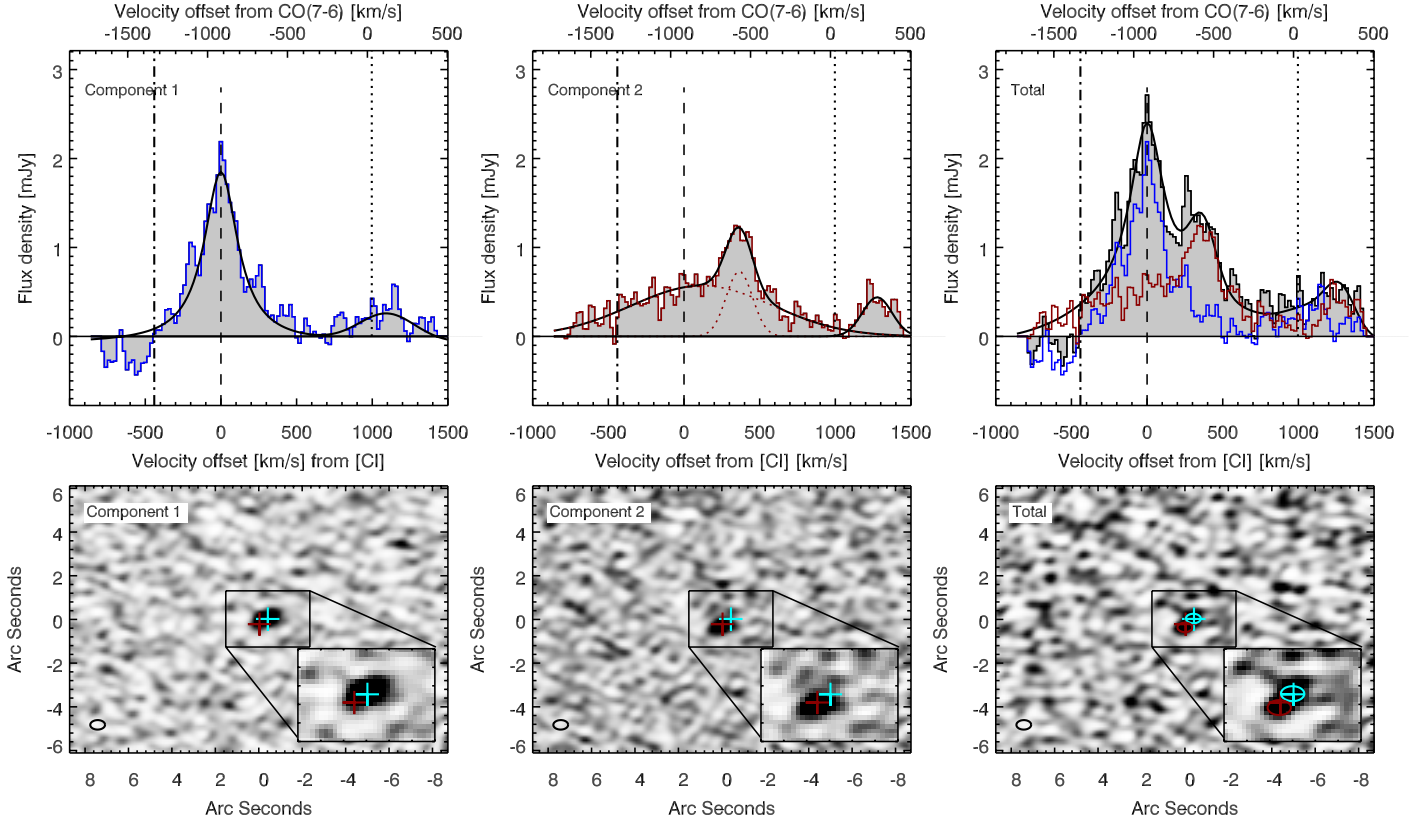 Velocity offset from CO(7-6) [km/s]
-1500 -1000 -500 0 500
3
2
1
0
Flux density [mJy]
Component 1
-1000 -500 0 500 1000 1500
Velocity offset [km/s] from [CI]
Velocity offset from CO(7-6) [km/s]
-1500 -1000 -500 0 500
3
2
1
0
Flux density [mJy]
Component 2
-1000 -500 0 500 1000 1500
Velocity offset from [CI] [km/s]
Velocity offset from CO(7-6) [km/s]
-1500 -1000 -500 0 500
3
2
1
0
Flux density [mJy]
Total
-1000 -500 0 500 1000 1500
Velocity offset from [CI] [km/s]
6
4
2
0
-2
-4
-6
Arc Seconds
Component 1
8 6 4 2 0 -2 -4 -6 -8
Arc Seconds
6
4
2
0
-2
-4
-6
Arc Seconds
Component 2
8 6 4 2 0 -2 -4 -6 -8
Arc Seconds
6
4
2
0
-2
-4
-6
Arc Seconds
Total
8 6 4 2 0 -2 -4 -6 -8
Arc Seconds